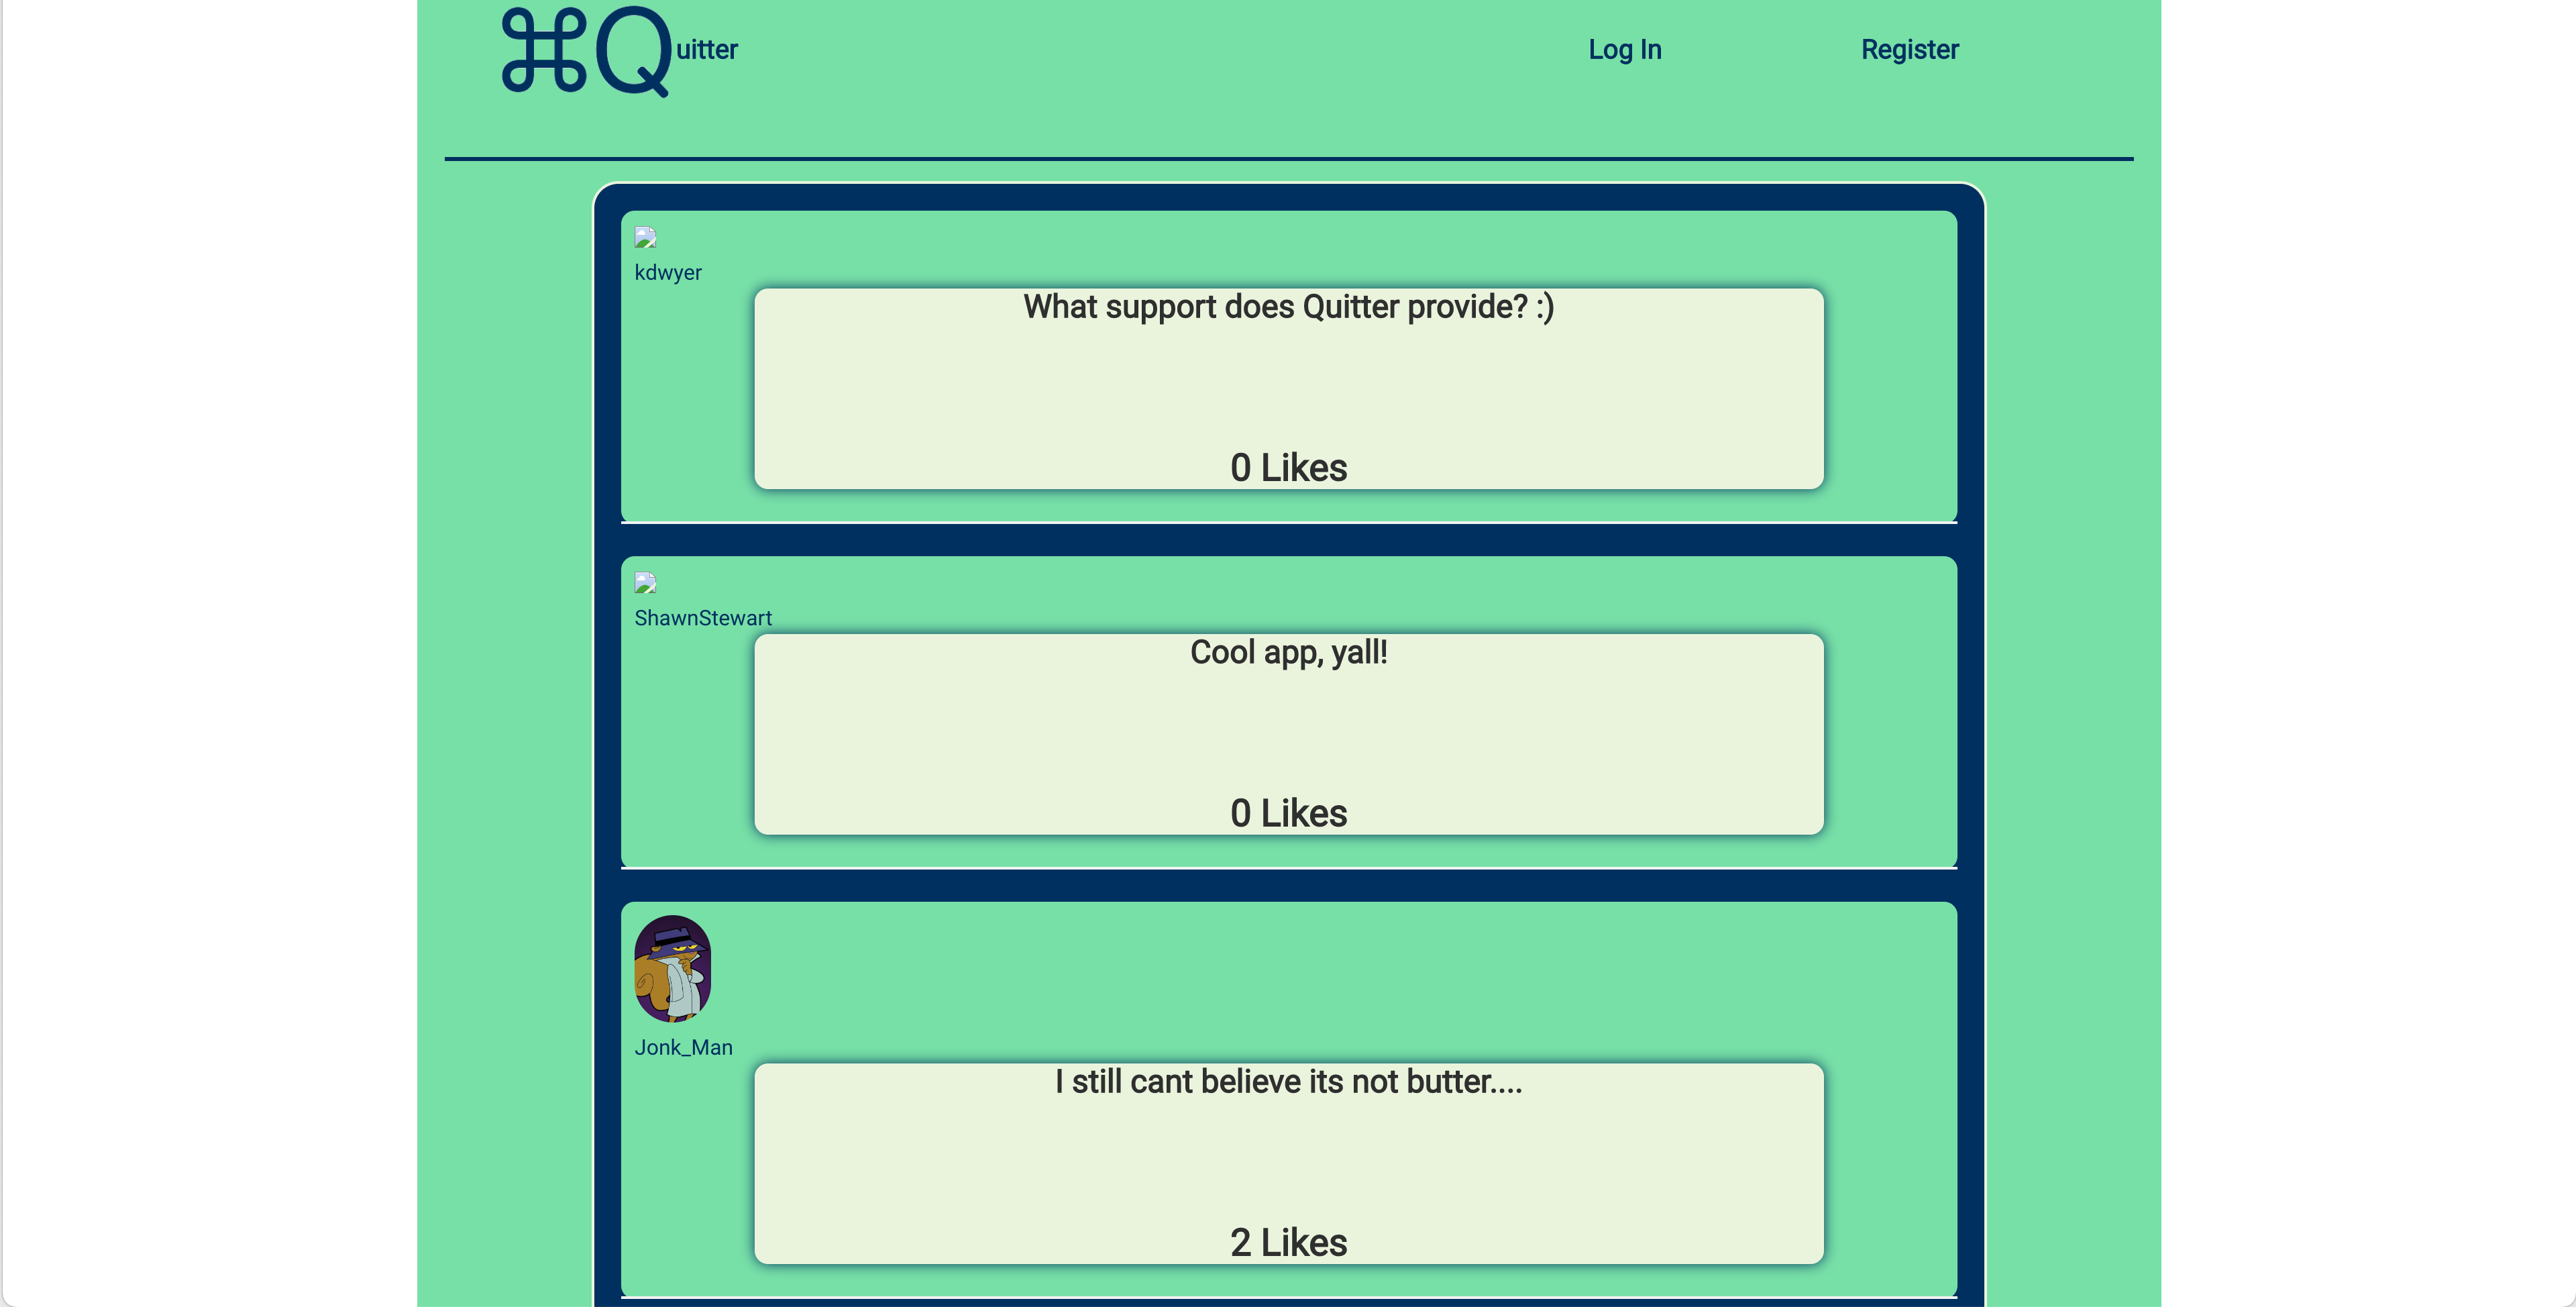 ⌘Quitter
Log In
Register
kdwyer
What support does Quitter provide? :)
0 Likes
ShawnStewart
Cool app, yall!
0 Likes
Jonk_Man
I still cant believe its not butter....
2 Likes